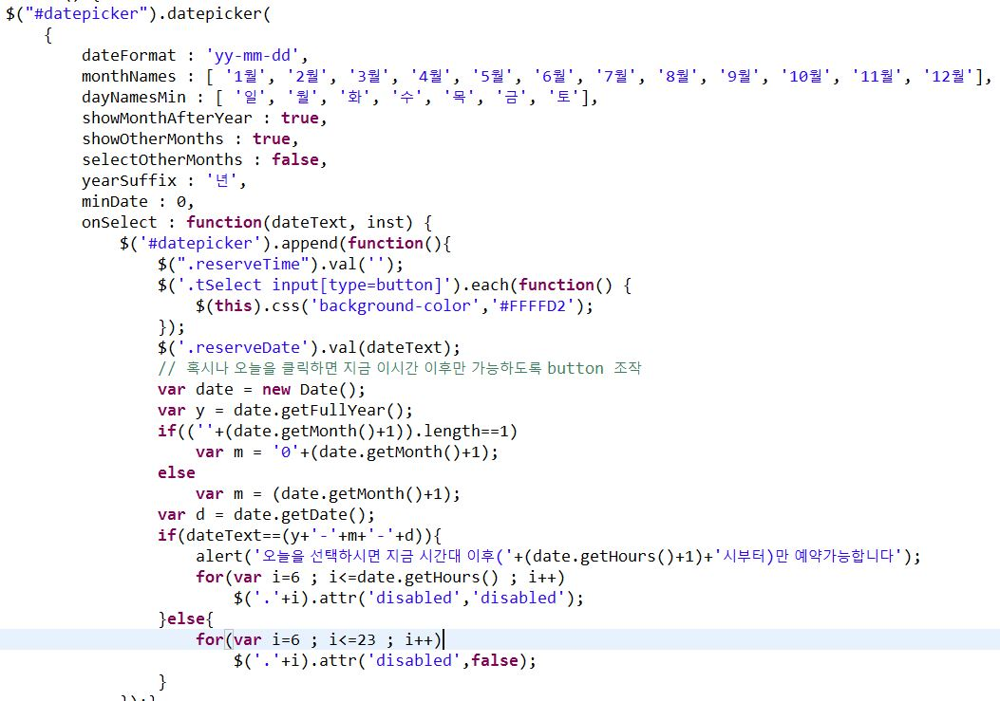 $("#datepicker").datepicker(
    {
        dateFormat : 'yy-mm-dd',
        monthNames : [ '1월', '2월', '3월', '4월', '5월', '6월', '7월', '8월', '9월', '10월', '11월', '12월'],
        dayNamesMin : [ '일', '월', '화', '수', '목', '금', '토'],
        showMonthAfterYear : true,
        showOtherMonths : true,
        selectOtherMonths : false,
        yearSuffix : '년',
        minDate : 0,
        onSelect : function(dateText, inst) {
            $('#datepicker').append(function(){
                $(".reserveTime").val('');
                $('.tSelect input[type=button]').each(function() {
                    $(this).css('background-color','#FFFFD2');
                });
                $('.reserveDate').val(dateText);
                // 혹시나 오늘을 클릭하면 지금 이시간 이후만 가능하도록 button 조작
                var date = new Date();
                var y = date.getFullYear();
                if((''+(date.getMonth()+1)).length==1)
                    var m = '0'+(date.getMonth()+1);
                else
                    var m = (date.getMonth()+1);
                var d = date.getDate();
                if(dateText==(y+'-'+m+'-'+d)){
                    alert('오늘을 선택하시면 지금 시간대 이후('+(date.getHours()+1)+'시부터)만 예약가능합니다');
                    for(var i=6 ; i<=date.getHours() ; i++)
                        $('.'+i).attr('disabled','disabled');
                }else{
                    for(var i=6 ; i<=23 ; i++)
                        $('.'+i).attr('disabled',false);
                }